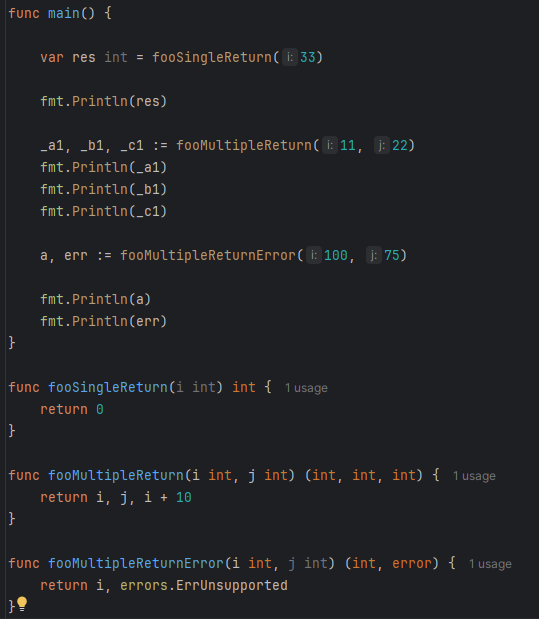 func main() {
var res int = fooSingleReturn( i: 33)
fmt.Println(res)
_a1, _b1, _c1 := fooMultipleReturn( i: 11, j: 22)
fmt.Println(_a1)
fmt.Println(_b1)
fmt.Println(_c1)
a, err := fooMultipleReturnError( i: 100, j: 75)
fmt.Println(a)
fmt.Println(err)
}
func fooSingleReturn(i int) int { 1 usage
return 0
}
func fooMultipleReturn(i int, j int) (int, int, int) { 1 usage
return i, j, i + 10
}
func fooMultipleReturnError(i int, j int) (int, error) { 1 usage
return i, errors.ErrUnsupported
}